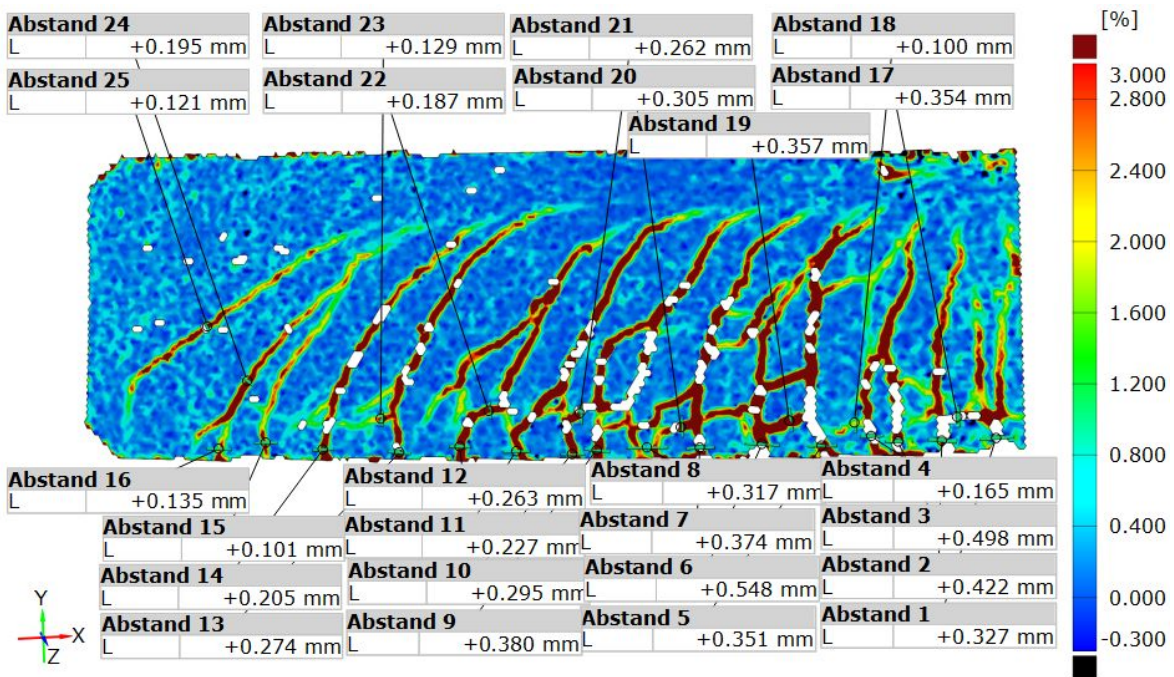 Abstand 24
L +0.195 mm
Abstand 23
L +0.129 mm
Abstand 21
L +0.262 mm
Abstand 18
L +0.100 mm
Abstand 25
L +0.121 mm
Abstand 22
L +0.187 mm
Abstand 20
L +0.305 mm
Abstand 17
L +0.354 mm
Abstand 19
L +0.357 mm
[%]
3.000
2.800
2.400
2.000
1.600
1.200
0.800
0.400
0.000
-0.300
Abstand 16
L +0.135 mm
Abstand 12
L +0.263 mm
Abstand 8
L +0.317 mm
Abstand 4
L +0.165 mm
Abstand 15
L +0.101 mm
Abstand 11
L +0.227 mm
Abstand 7
L +0.374 mm
Abstand 3
L +0.498 mm
Abstand 14
L +0.205 mm
Abstand 10
L +0.295 mm
Abstand 6
L +0.548 mm
Abstand 2
L +0.422 mm
Abstand 13
L +0.274 mm
Abstand 9
L +0.380 mm
Abstand 5
L +0.351 mm
Abstand 1
L +0.327 mm
Y
X
Z